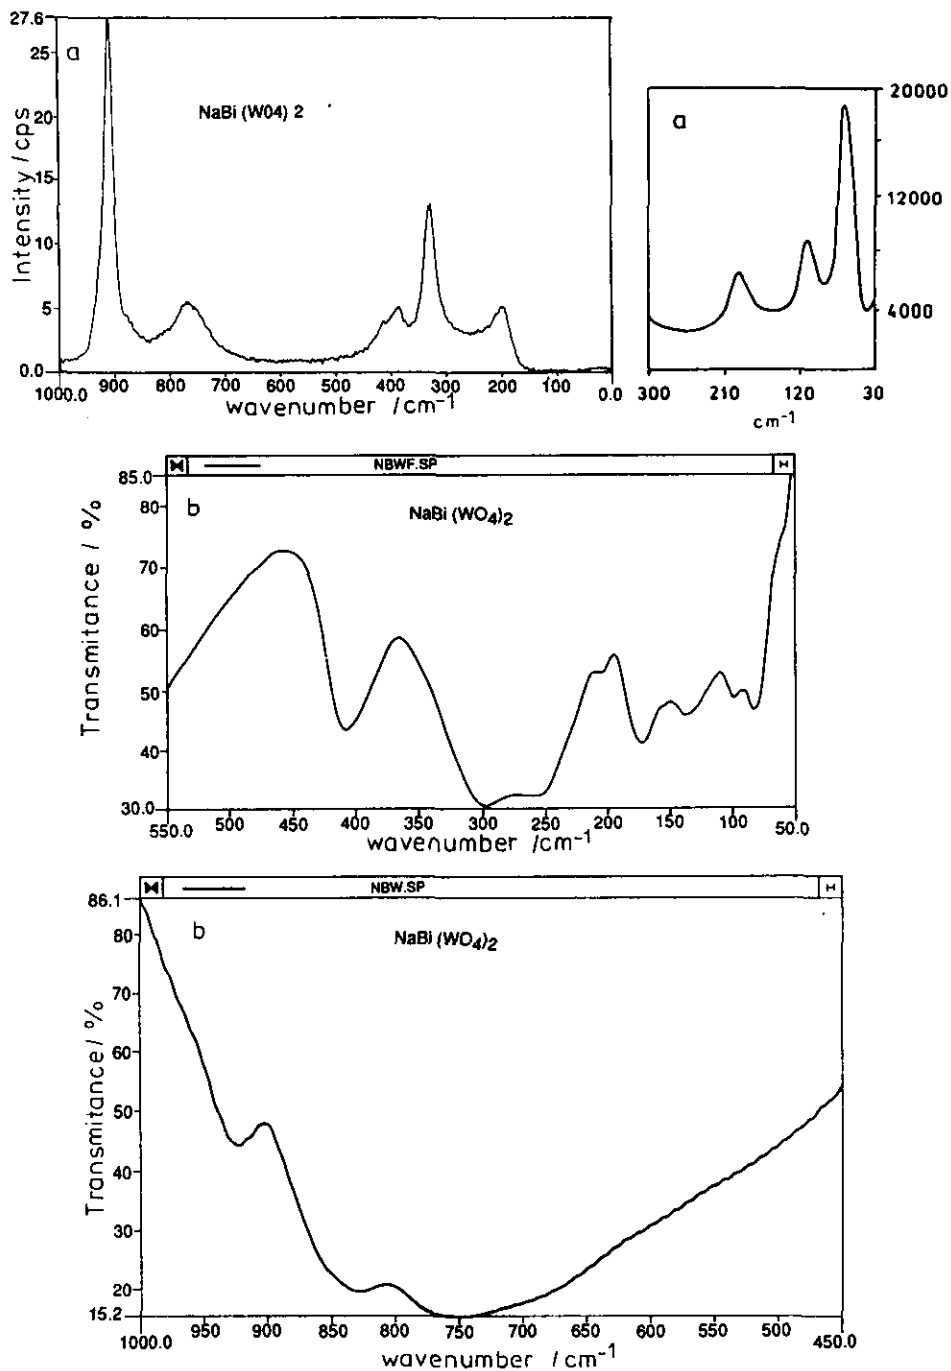 27.6
25
20
15
10
5
0.0
Intensity / cps
a
NaBi (W04) 2
1000.0 900 800 700 600 500 400 300 200 100 0.0
wavenumber /cm-1
a
20000
12000
4000
300 210 120 30
cm-1
NBWF.SP
85.0
80
70
60
50
40
30.0
Transmitance / %
b
NaBi (WO4)2
550.0 500 450 400 350 300 250 200 150 100 50.0
wavenumber /cm-1
NBW.SP
86.1
80
70
60
50
40
30
20
15.2
Transmitance / %
b
NaBi (WO4)2
1000.0 950 900 850 800 750 700 650 600 550 500 450.0
wavenumber /cm-1